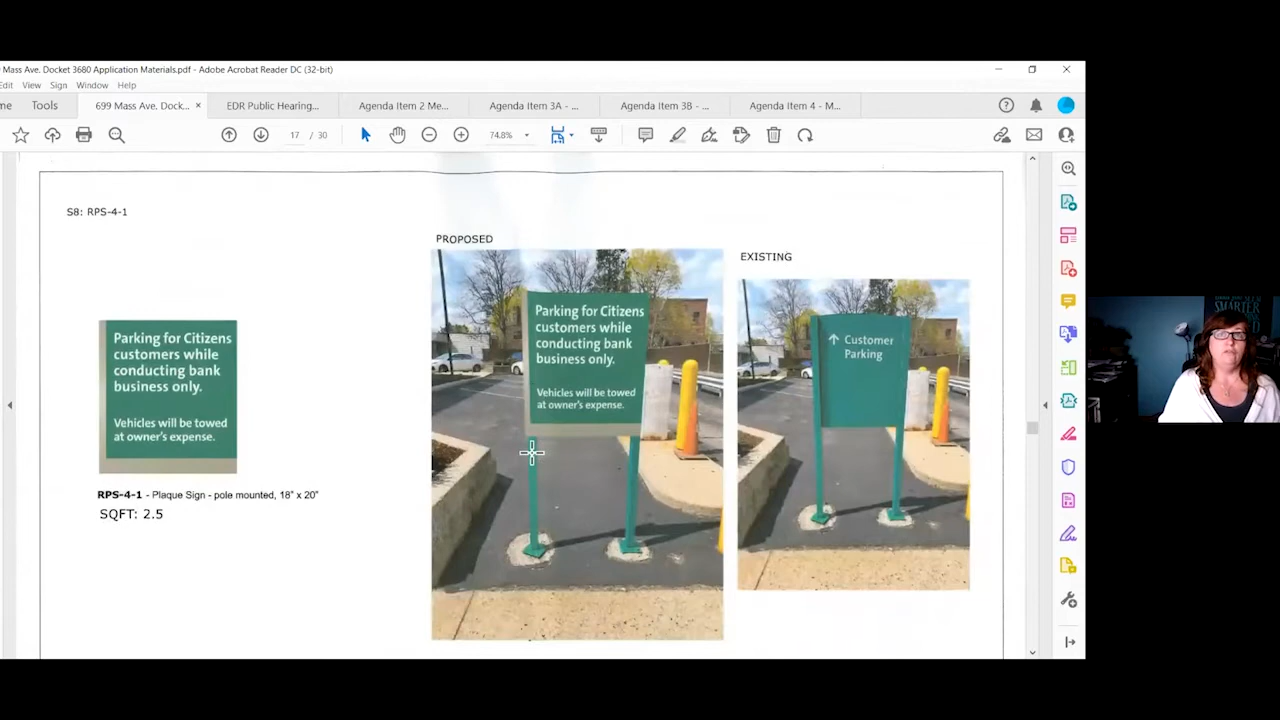 Mass Ave. Docket 3680 Application Materials.pdf - Adobe Acrobat Reader DC (32-bit)
Edit View Sign Window Help
me Tools 699 Mass Ave. Dock... × EDR Public Hearing... Agenda Item 2 Me... Agenda Item 3A - ... Agenda Item 3B - ... Agenda Item 4 - M...
17 / 30 74.8%
S8: RPS-4-1
PROPOSED
EXISTING
Parking for Citizens
customers while
conducting bank
business only.
Vehicles will be towed
at owner's expense.
RPS-4-1 - Plaque Sign - pole mounted, 18" x 20"
SQFT: 2.5
Parking for Citizens
customers while
conducting bank
business only.
Vehicles will be towed
at owner's expense.
↑ Customer
Parking
SMARTER